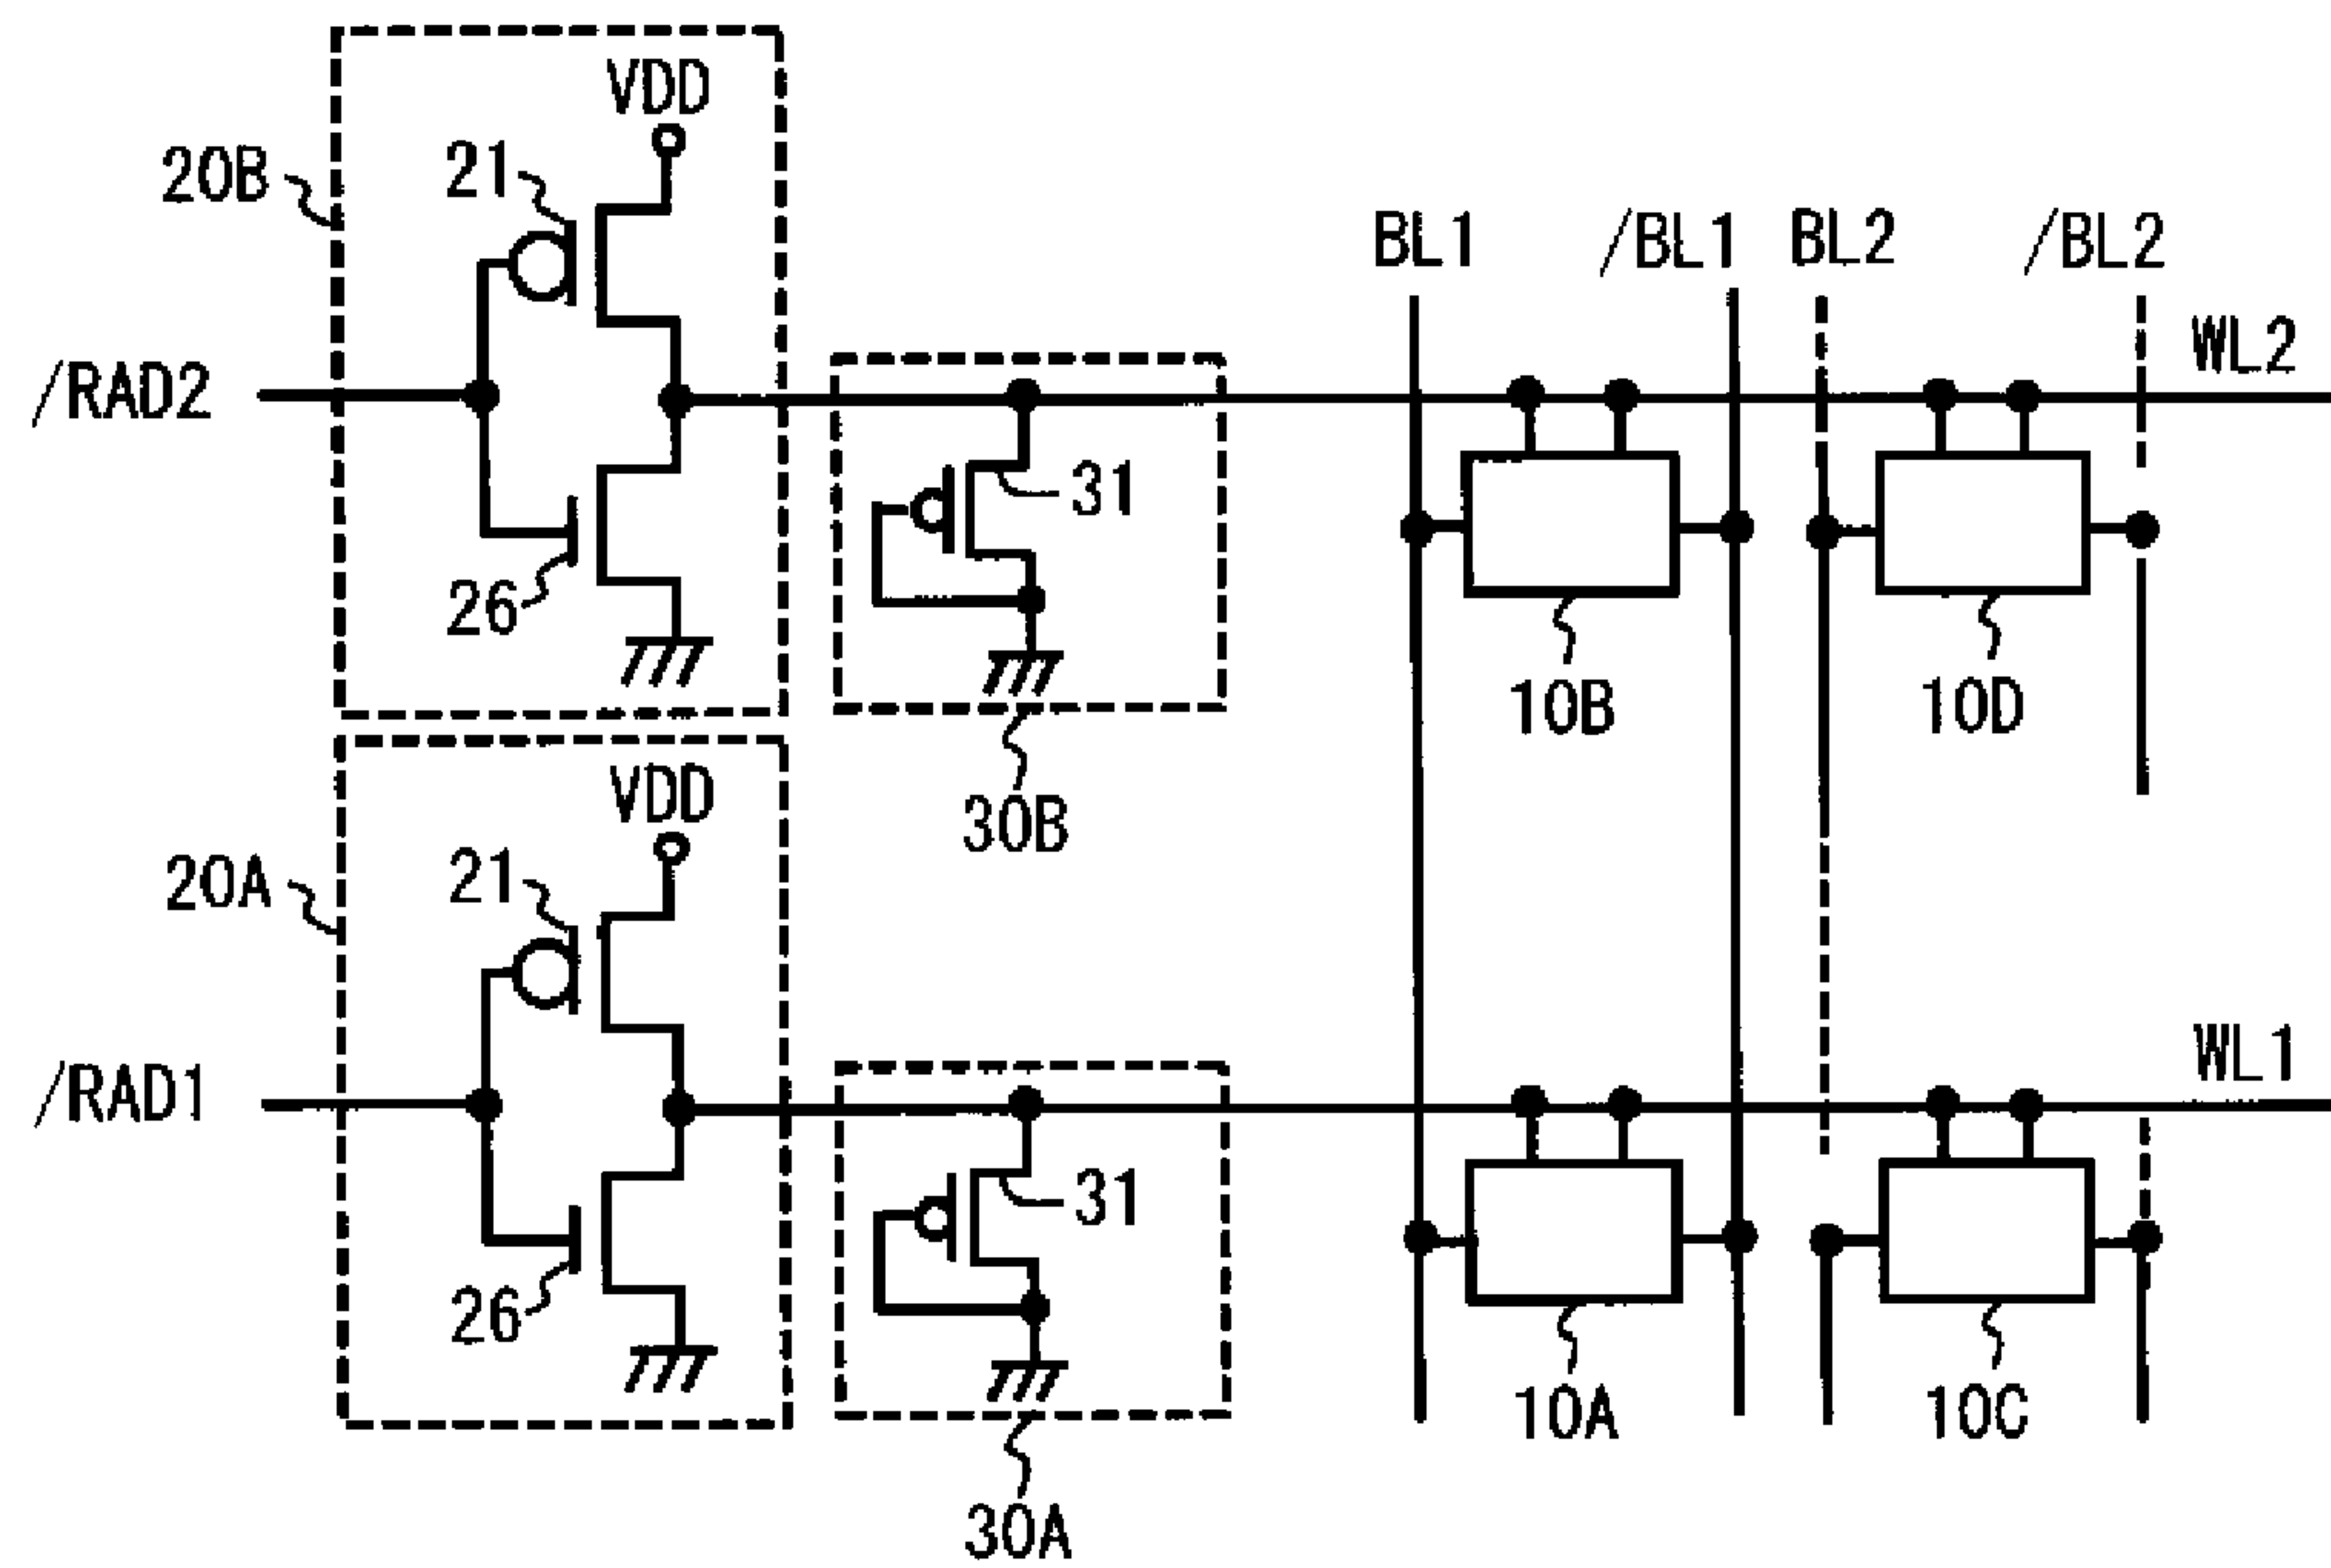 VDD
20B
21
BL1
/BL1
BL2
/BL2
WL2
/RAD2
31
26
10B
10D
30B
VDD
20A
21
WL1
/RAD1
31
26
10A
10C
30A